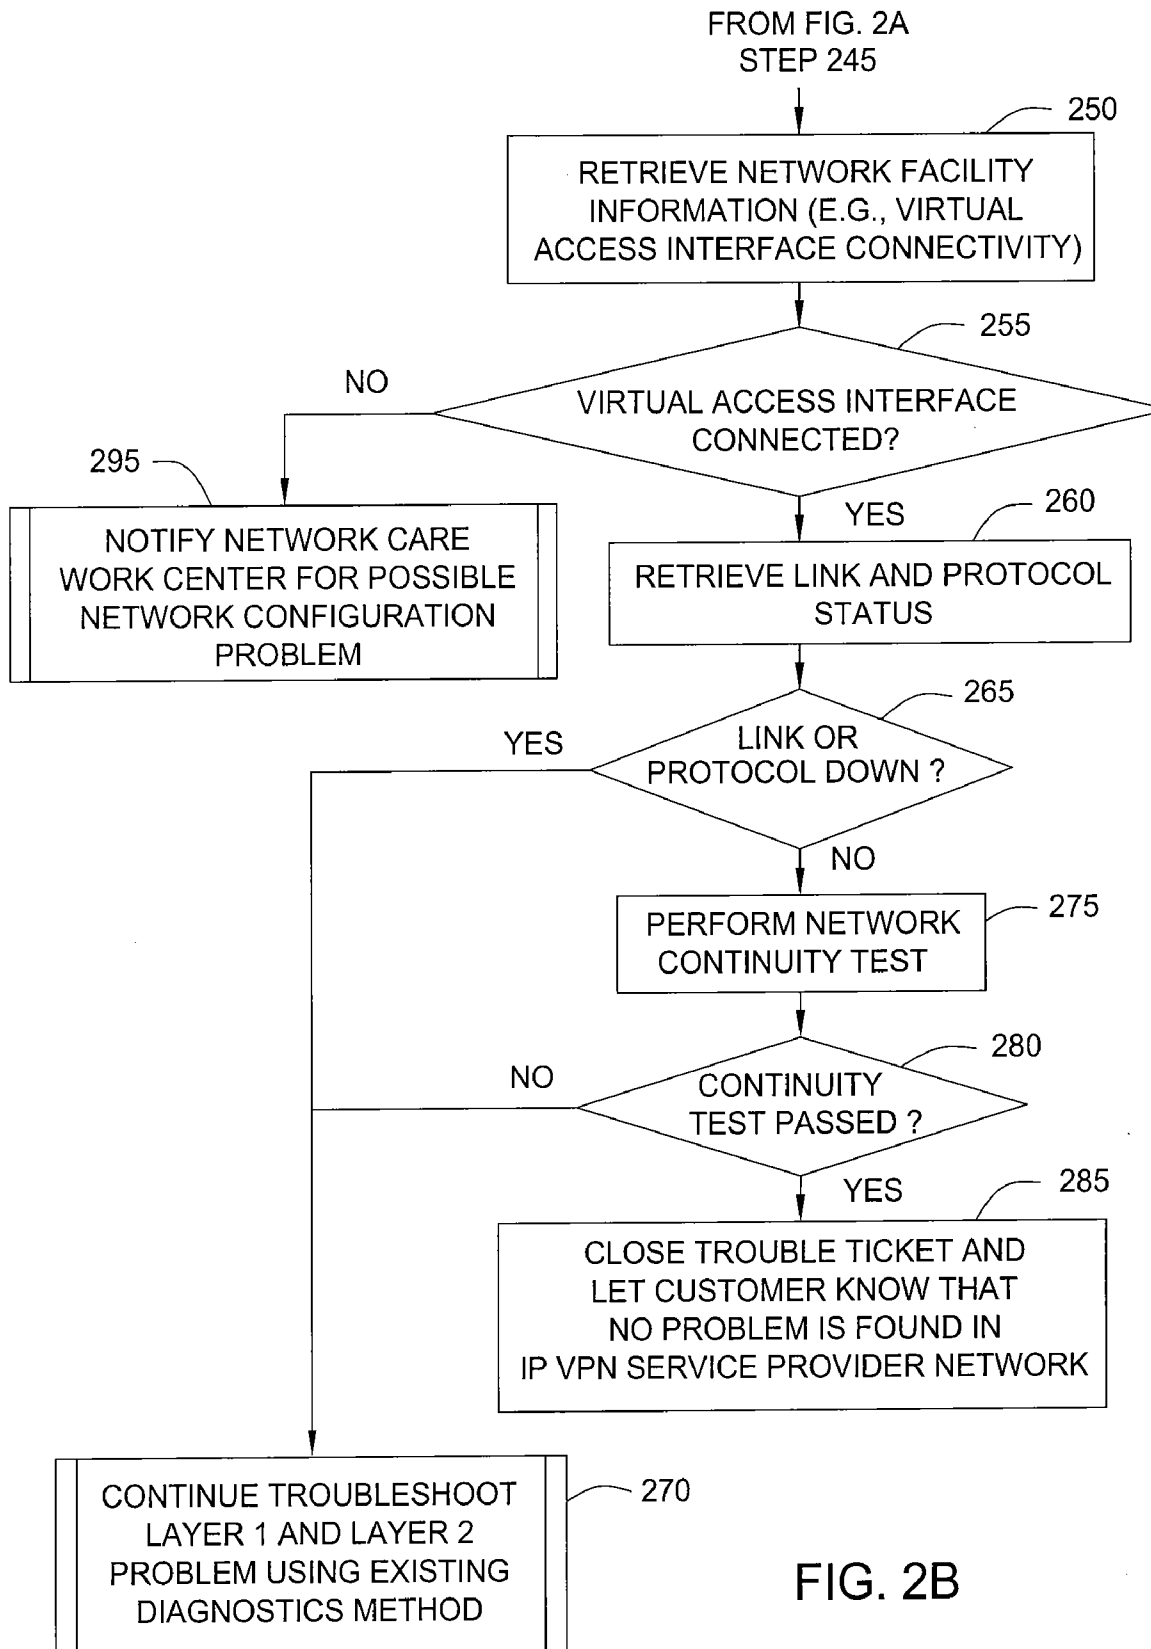 FROM FIG. 2A
STEP 245
250
RETRIEVE NETWORK FACILITY
INFORMATION (E.G., VIRTUAL
ACCESS INTERFACE CONNECTIVITY)
255
NO
VIRTUAL ACCESS INTERFACE
CONNECTED?
295
YES
260
NOTIFY NETWORK CARE
WORK CENTER FOR POSSIBLE
NETWORK CONFIGURATION
PROBLEM
RETRIEVE LINK AND PROTOCOL
STATUS
265
YES
LINK OR
PROTOCOL DOWN ?
NO
275
PERFORM NETWORK
CONTINUITY TEST
280
NO
CONTINUITY
TEST PASSED ?
YES
285
CLOSE TROUBLE TICKET AND
LET CUSTOMER KNOW THAT
NO PROBLEM IS FOUND IN
IP VPN SERVICE PROVIDER NETWORK
270
CONTINUE TROUBLESHOOT
LAYER 1 AND LAYER 2
PROBLEM USING EXISTING
DIAGNOSTICS METHOD
FIG. 2B